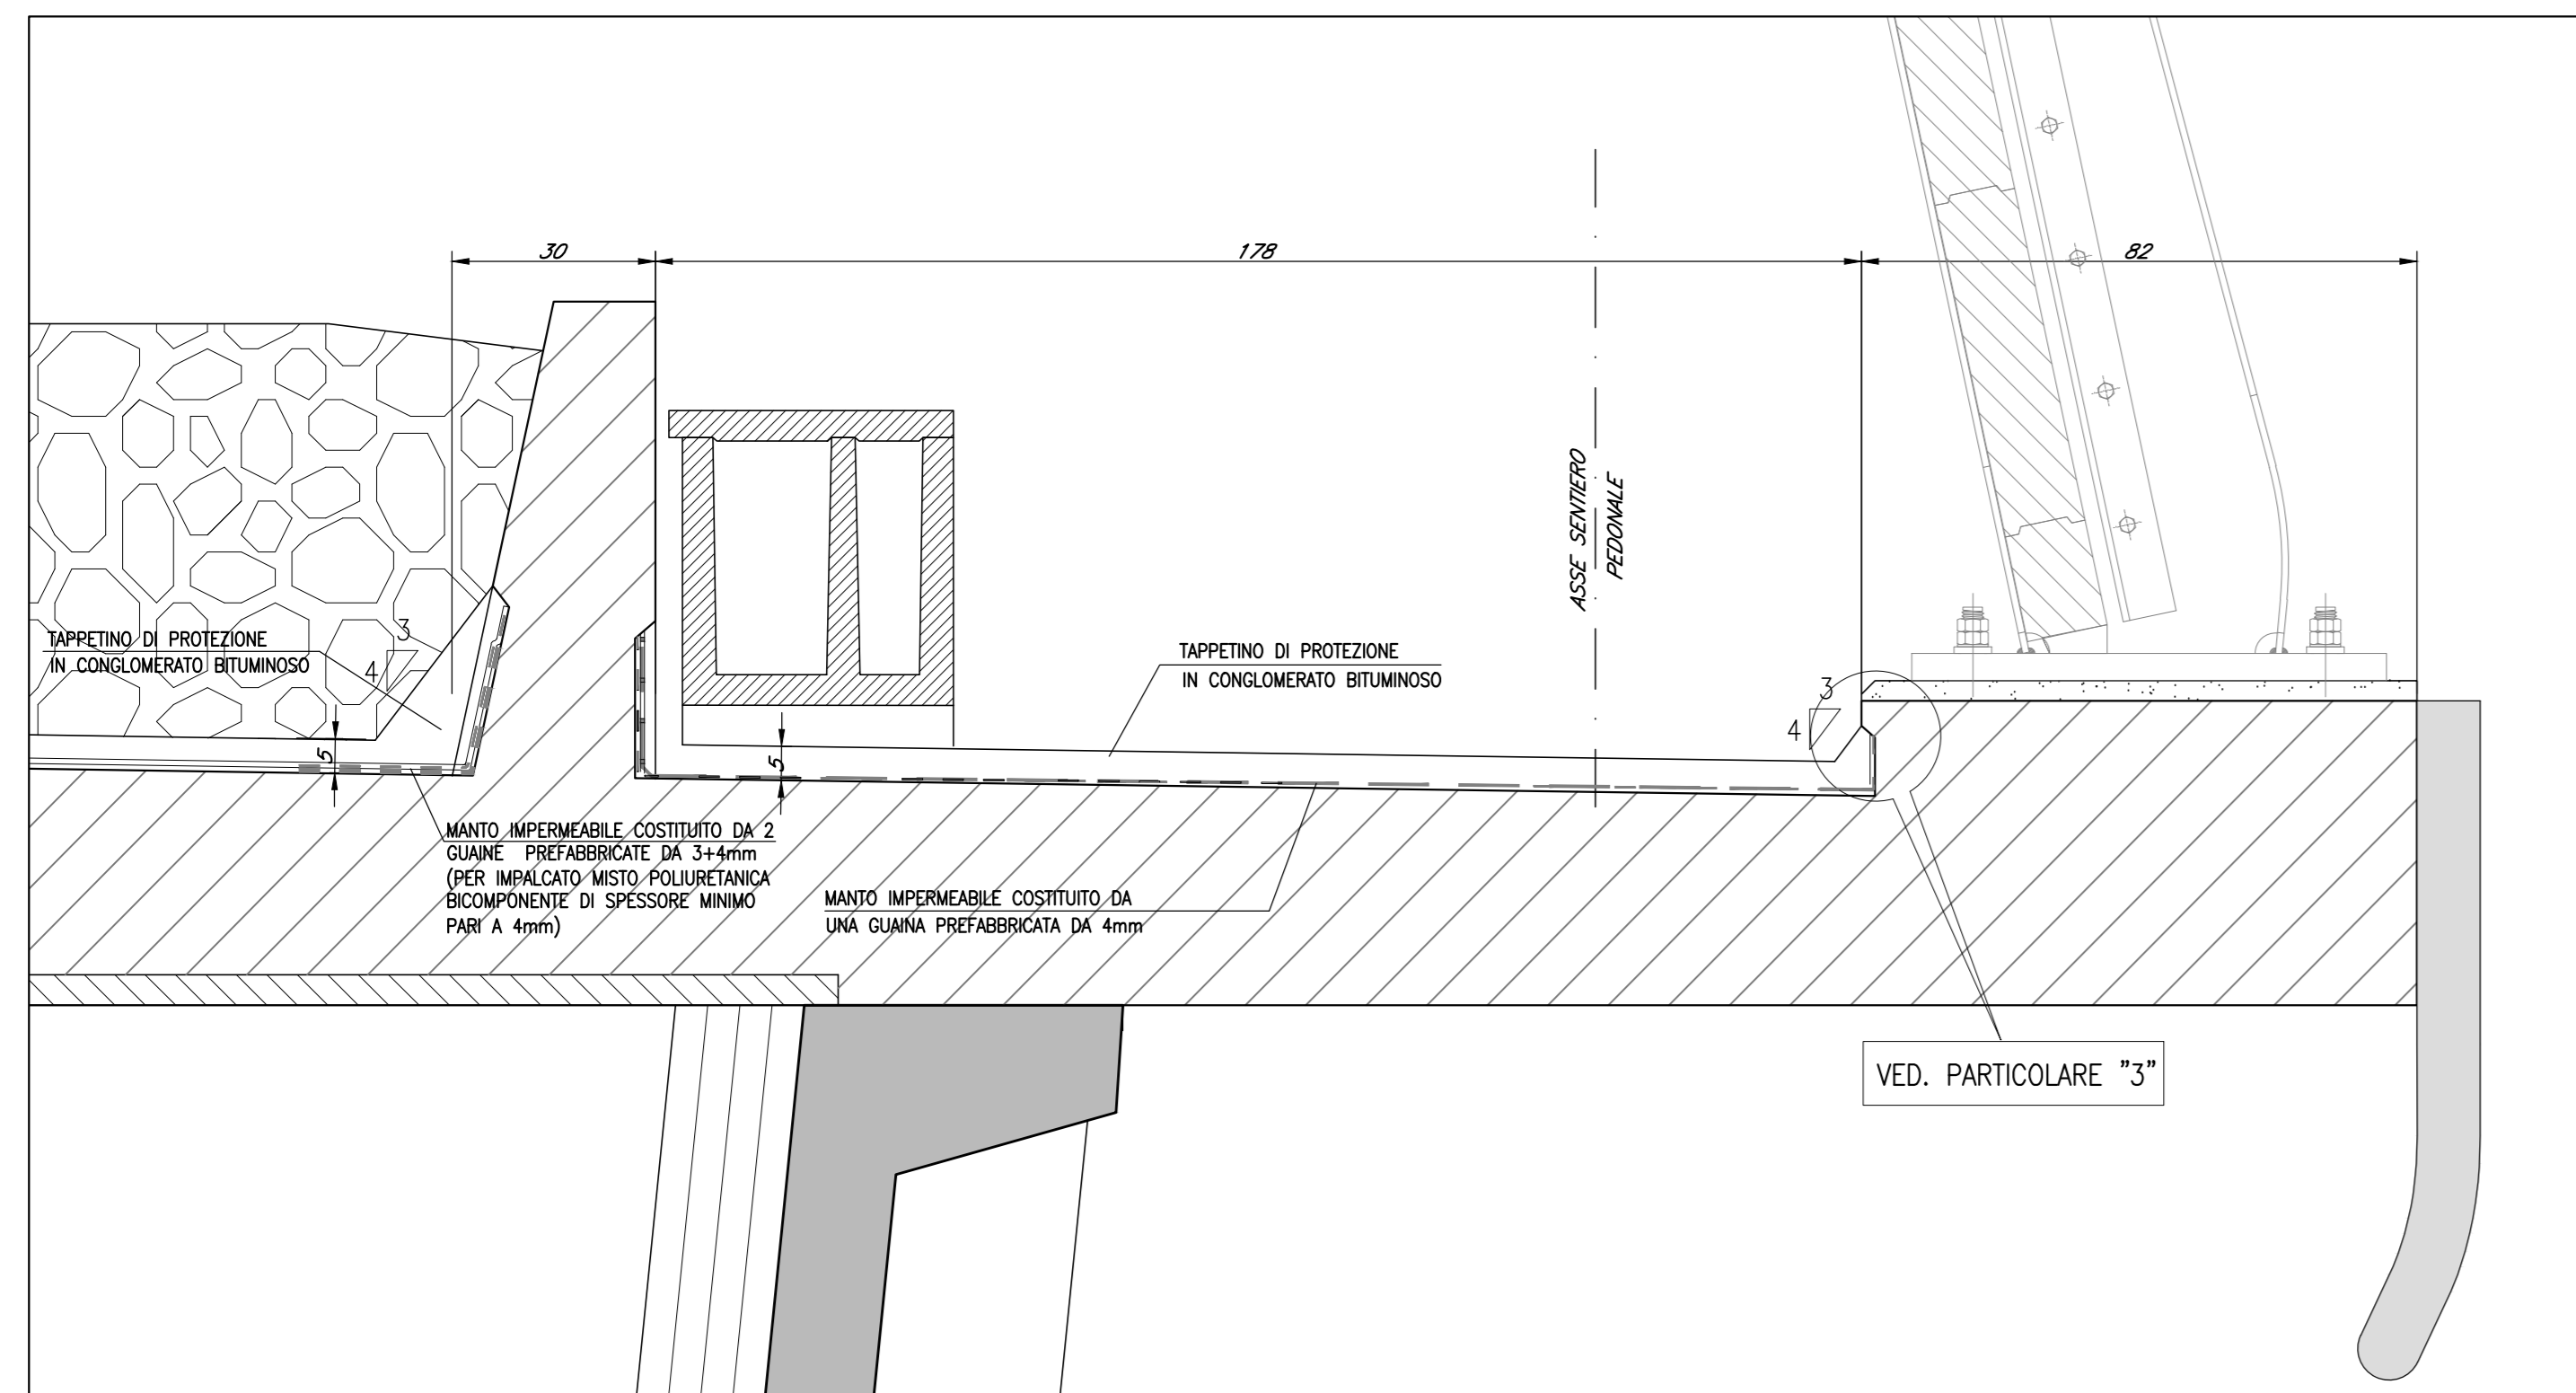 30
178
82
ASSE SENTIERO
PEDONALE
TAPPETINO DI PROTEZIONE
IN CONGLOMERATO BITUMINOSO
3
4
5
TAPPETINO DI PROTEZIONE
IN CONGLOMERATO BITUMINOSO
3
4
5
MANTO IMPERMEABILE COSTITUITO DA 2
GUAINE PREFABBRICATE DA 3+4mm
(PER IMPALCATO MISTO POLIURETANICA
BICOMPONENTE DI SPESSORE MINIMO
PARI A 4mm)
MANTO IMPERMEABILE COSTITUITO DA
UNA GUAINA PREFABBRICATA DA 4mm
VED. PARTICOLARE "3"